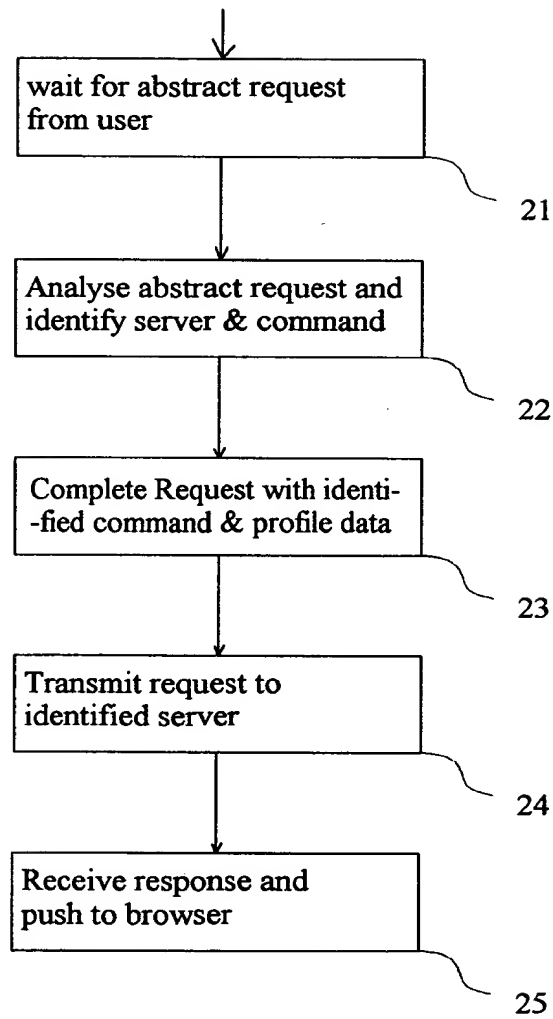 wait for abstract request
from user
21
Analyse abstract request and
identify server & command
22
Complete Request with identi-
-fied command & profile data
23
Transmit request to
identified server
24
Receive response and
push to browser
25